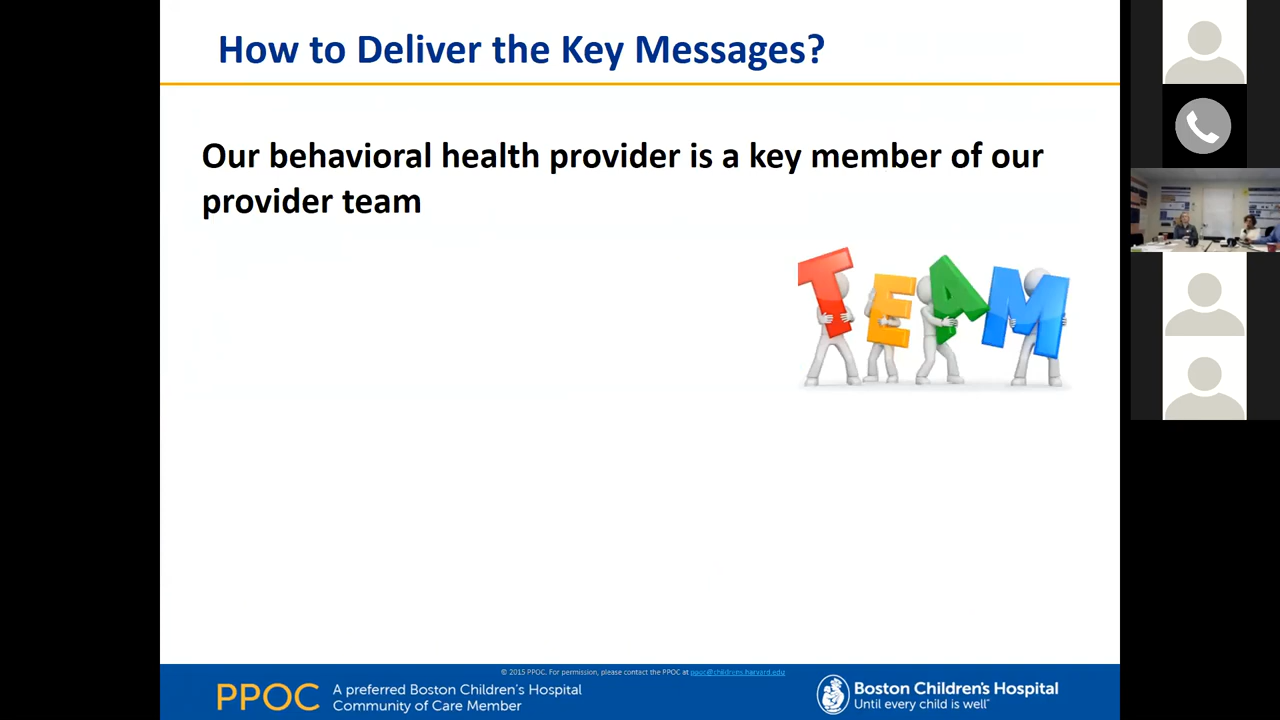 How to Deliver the Key Messages?
Our behavioral health provider is a key member of our
provider team
TEAM
© 2015 PPOC. For permission, please contact the PPOC at ppoc@childrens.harvard.edu
PPOC
A preferred Boston Children's Hospital
Community of Care Member
Boston Children's Hospital
Until every child is well™